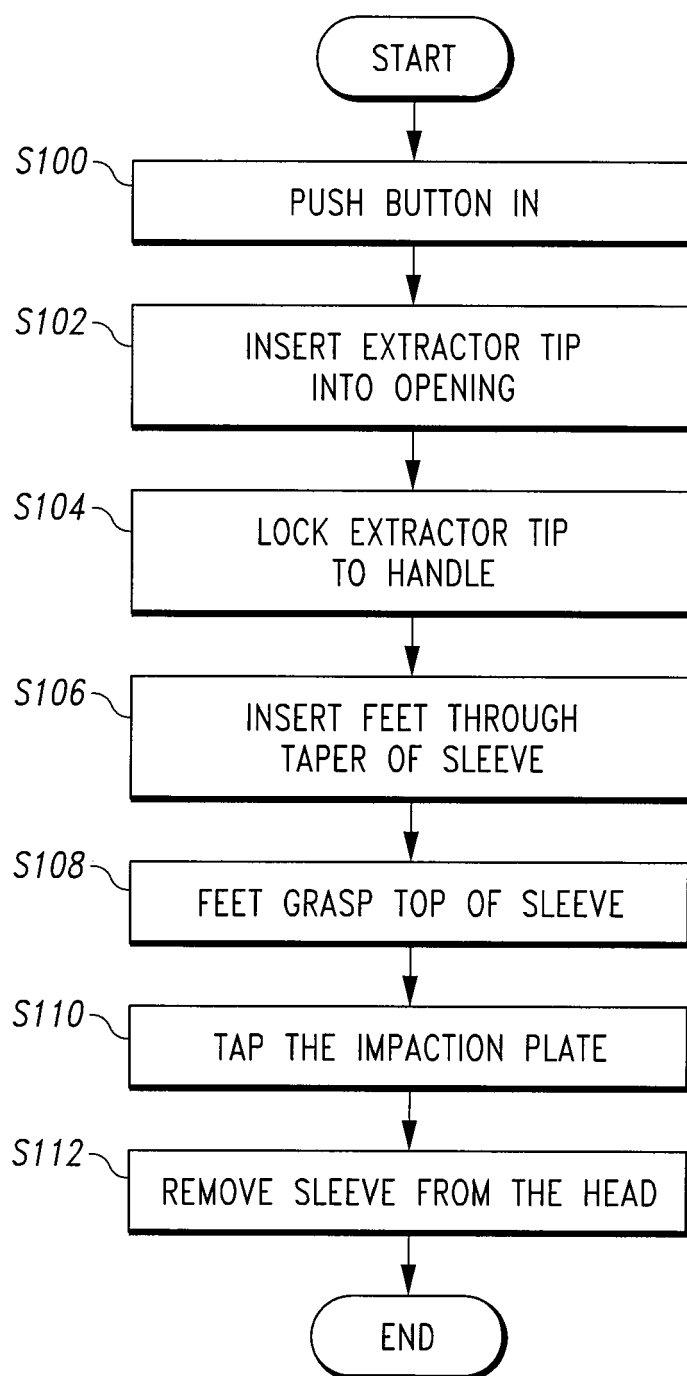 START
S100
PUSH BUTTON IN
S102
INSERT EXTRACTOR TIP
INTO OPENING
S104
LOCK EXTRACTOR TIP
TO HANDLE
S106
INSERT FEET THROUGH
TAPER OF SLEEVE
S108
FEET GRASP TOP OF SLEEVE
S110
TAP THE IMPACTION PLATE
S112
REMOVE SLEEVE FROM THE HEAD
END